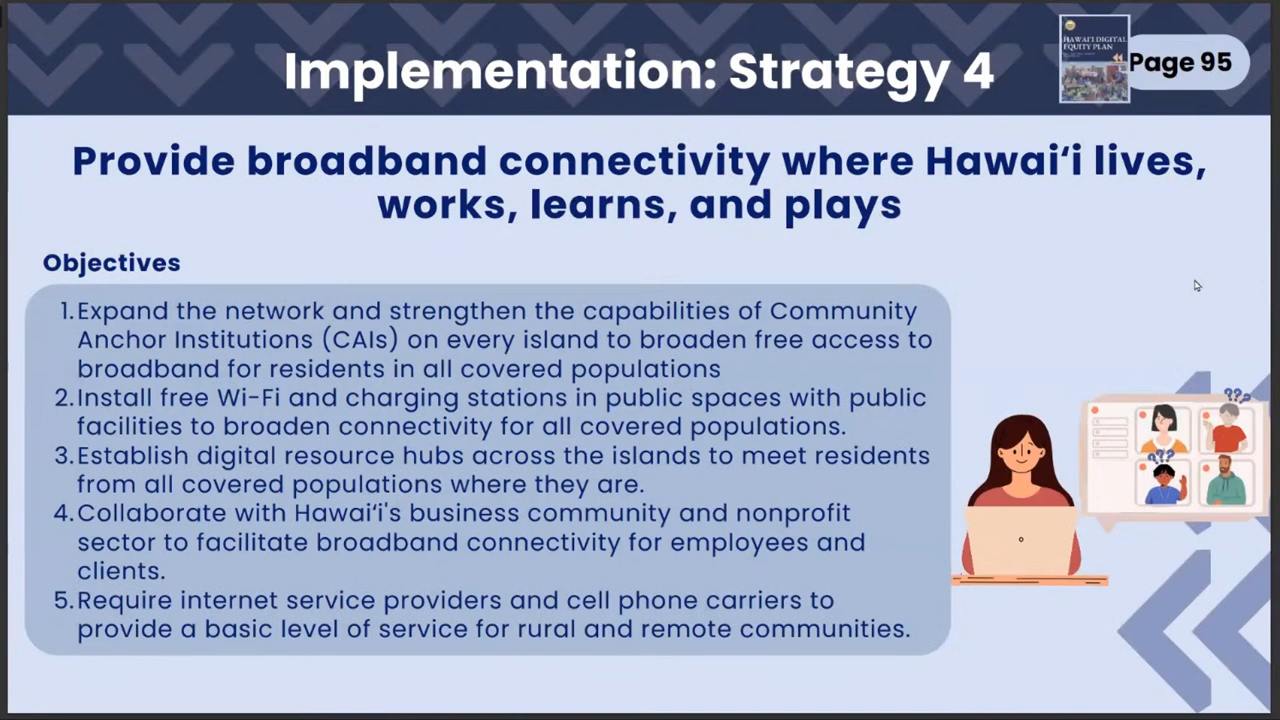 Implementation: Strategy 4
HAWAI'I DIGITAL
EQUITY PLAN
Page 95
Provide broadband connectivity where Hawaiʻi lives,
works, learns, and plays
Objectives
1. Expand the network and strengthen the capabilities of Community
Anchor Institutions (CAIs) on every island to broaden free access to
broadband for residents in all covered populations
2. Install free Wi-Fi and charging stations in public spaces with public
facilities to broaden connectivity for all covered populations.
3. Establish digital resource hubs across the islands to meet residents
from all covered populations where they are.
4. Collaborate with Hawaiʻi's business community and nonprofit
sector to facilitate broadband connectivity for employees and
clients.
5. Require internet service providers and cell phone carriers to
provide a basic level of service for rural and remote communities.
???
???